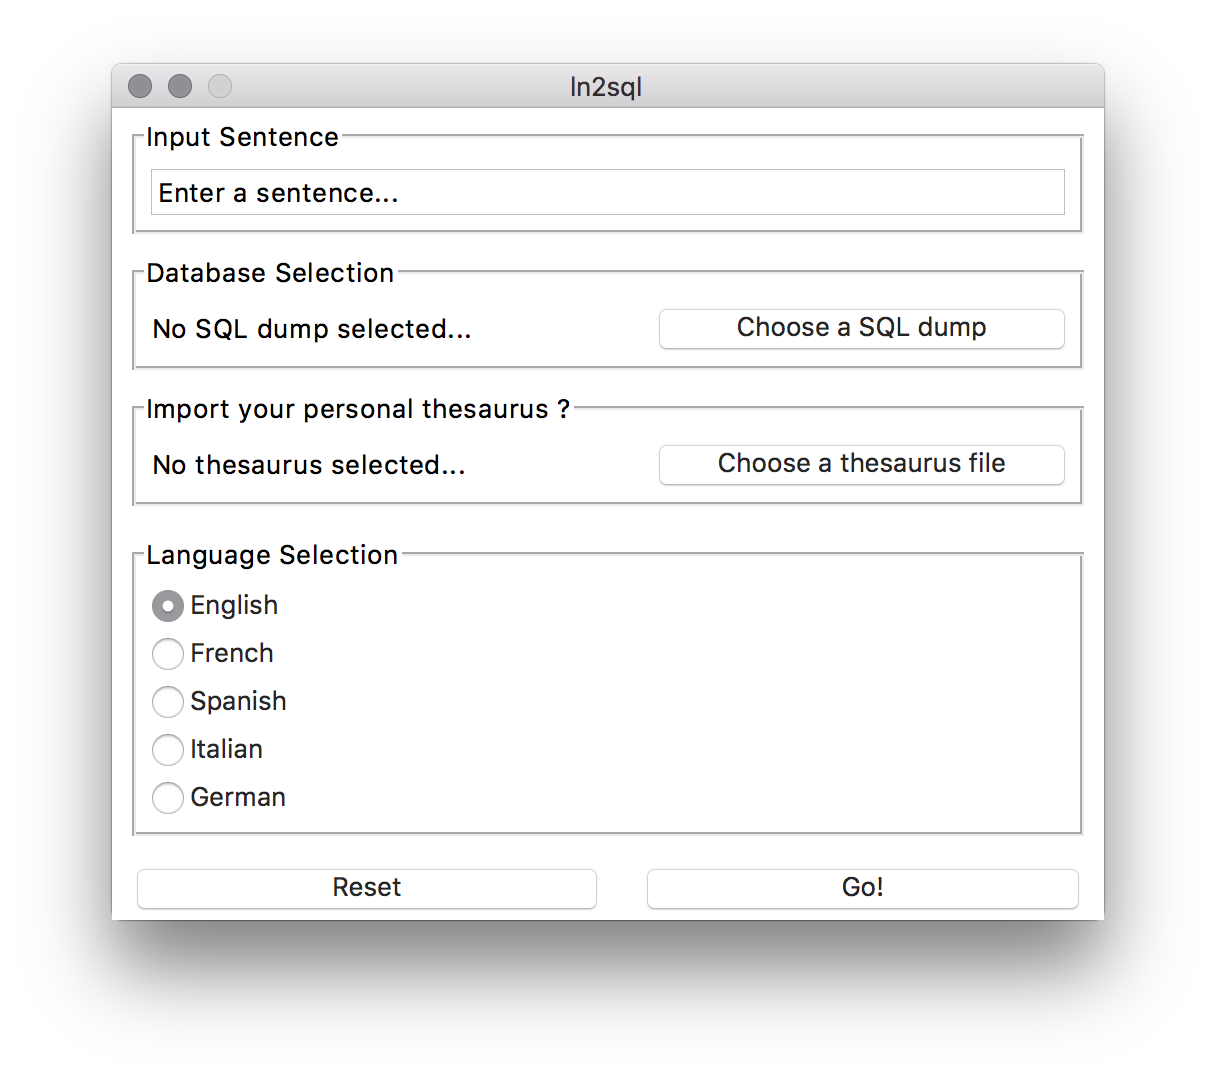 ln2sql
Input Sentence
Enter a sentence...
Database Selection
No SQL dump selected...
Choose a SQL dump
Import your personal thesaurus ?
No thesaurus selected...
Choose a thesaurus file
Language Selection
English
French
Spanish
Italian
German
Reset
Go!